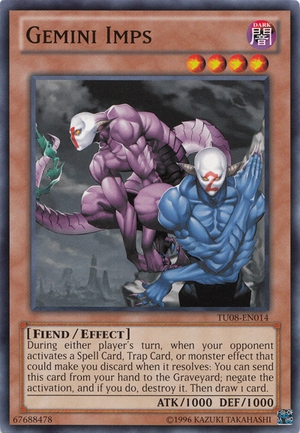 GEMINI IMPS
DARK
闇
TU08-EN014
[FIEND / EFFECT]
During either player's turn, when your opponent
activates a Spell Card, Trap Card, or monster effect that
could make you discard when it resolves: You can send
this card from your hand to the Graveyard; negate the
activation, and if you do, destroy it. Then draw 1 card.
ATK/1000 DEF/1000
67688478
©1996 KAZUKI TAKAHASHI